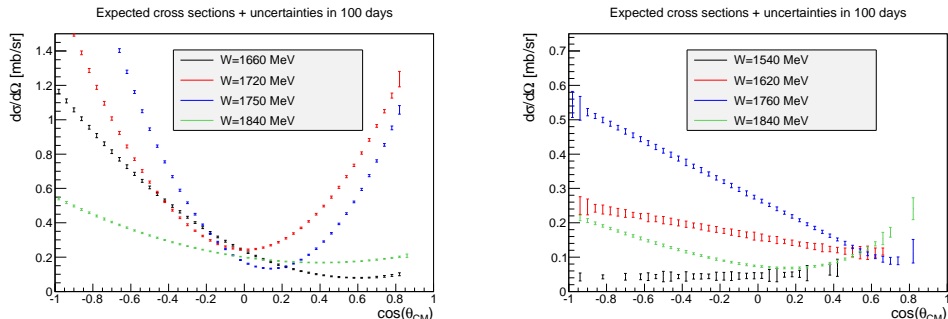 Expected cross sections + uncertainties in 100 days
dσ/dΩ [mb/sr]
1.4
1.2
1
0.8
0.6
0.4
0.2
0
W=1660 MeV
W=1720 MeV
W=1750 MeV
W=1840 MeV
-1 -0.8 -0.6 -0.4 -0.2 0 0.2 0.4 0.6 0.8 1
cos(θCM)
Expected cross sections + uncertainties in 100 days
dσ/dΩ [mb/sr]
0.7
0.6
0.5
0.4
0.3
0.2
0.1
0
W=1540 MeV
W=1620 MeV
W=1760 MeV
W=1840 MeV
-1 -0.8 -0.6 -0.4 -0.2 0 0.2 0.4 0.6 0.8 1
cos(θCM)